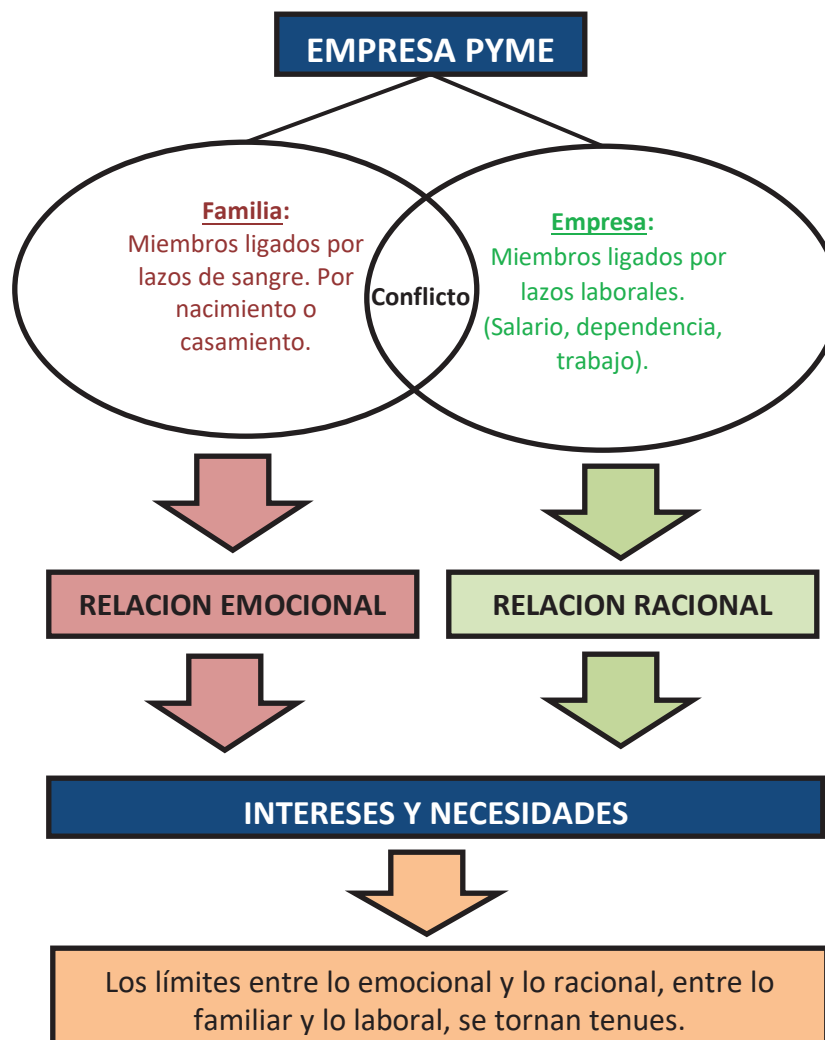 EMPRESA PYME
Familia:
Miembros ligados por
lazos de sangre. Por
nacimiento o
casamiento.
Conflicto
Empresa:
Miembros ligados por
lazos laborales.
(Salario, dependencia,
trabajo).
RELACION EMOCIONAL
RELACION RACIONAL
INTERESES Y NECESIDADES
Los límites entre lo emocional y lo racional, entre lo
familiar y lo laboral, se tornan tenues.